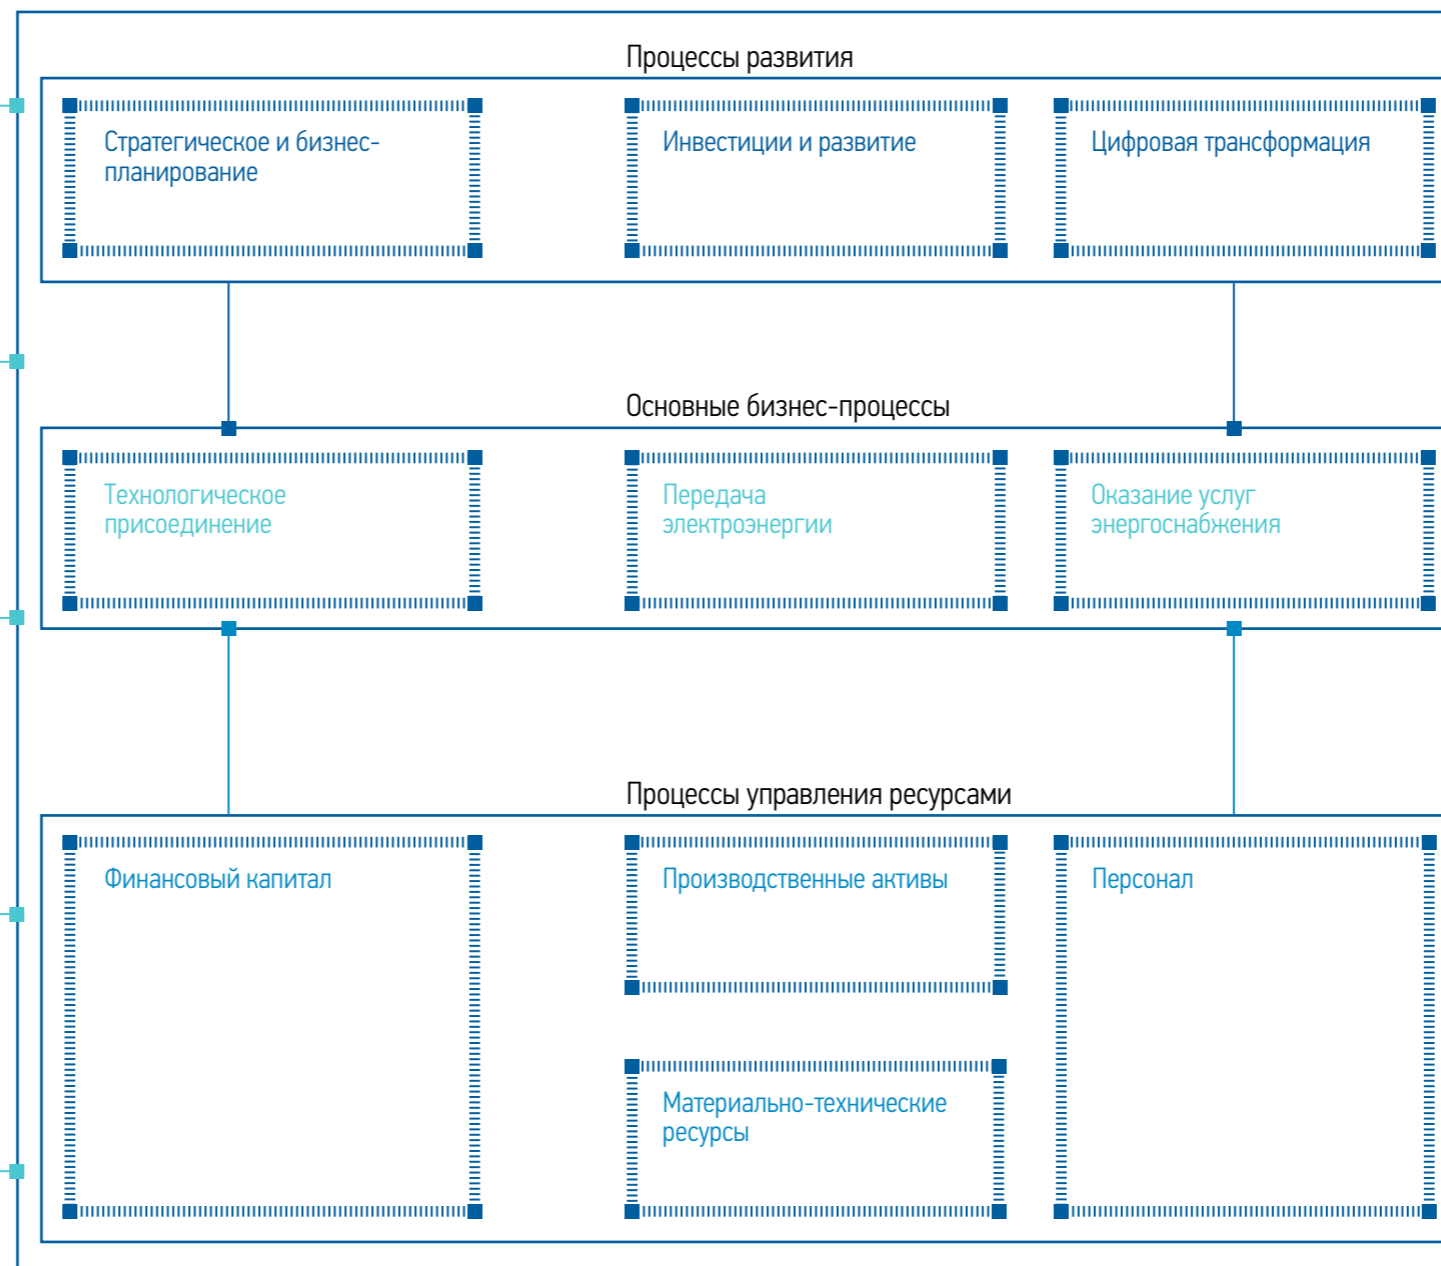 Процессы развития
Стратегическое и бизнес-
планирование
Инвестиции и развитие
Цифровая трансформация
Основные бизнес-процессы
Технологическое
присоединение
Передача
электроэнергии
Оказание услуг
энергоснабжения
Процессы управления ресурсами
Финансовый капитал
Производственные активы
Персонал
Материально-технические
ресурсы